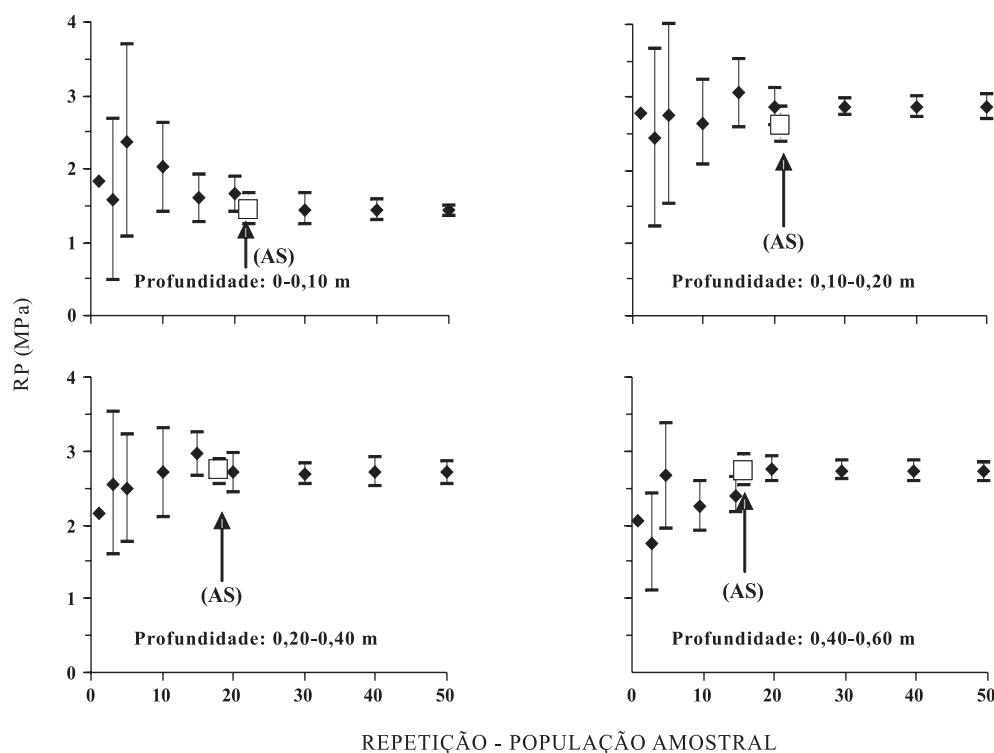 4
3
2
1
0
(AS)
Profundidade: 0-0,10 m
(AS)
Profundidade: 0,10-0,20 m
RP (MPa)
4
3
2
1
0
(AS)
Profundidade: 0,20-0,40 m
0 10 20 30 40 50
(AS)
Profundidade: 0,40-0,60 m
0 10 20 30 40 50
REPETIÇÃO - POPULAÇÃO AMOSTRAL